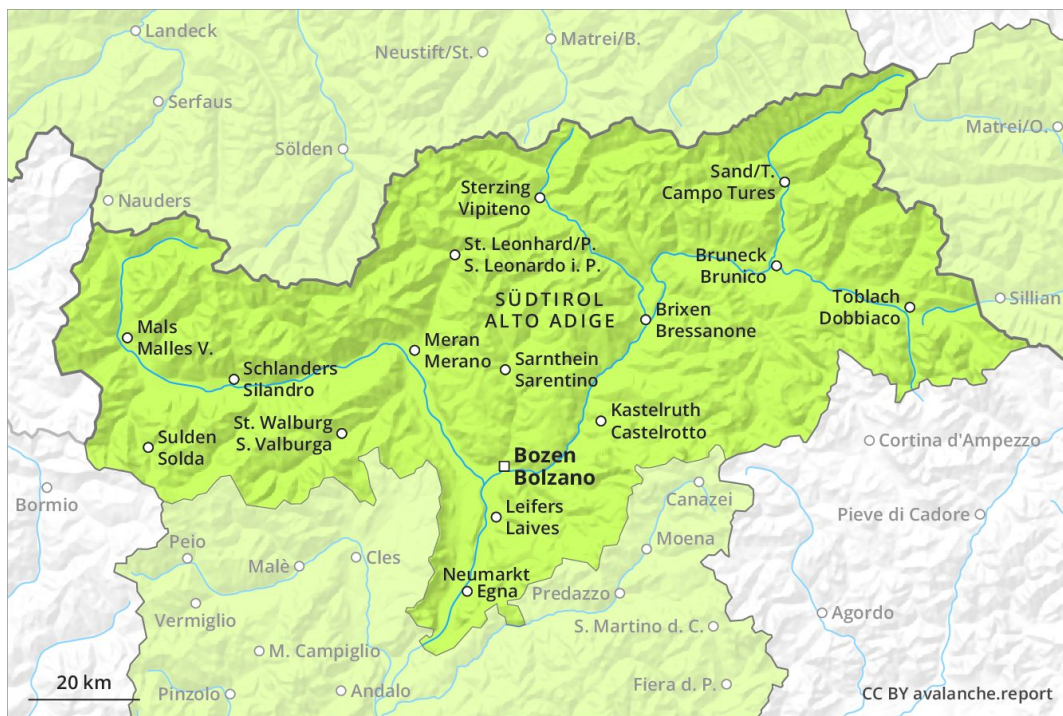 Landeck
Neustift/St.
Matrei/B.
Serfaus
Matrei/O.
Sölden
Sand/T.
Campo Tures
Sterzing
Vipiteno
Nauders
St. Leonhard/P.
S. Leonardo i. P.
Bruneck
Brunico
SÜDTIROL
ALTO ADIGE
Toblach
Dobbiaco
Sillian
Brixen
Bressanone
Mals
Malles V.
Meran
Merano
Sarnthein
Sarentino
Schlanders
Silandro
Kastelruth
Castelrotto
St. Walburg
S. Valburga
Sulden
Solda
Cortina d'Ampezzo
Bozen
Bolzano
Bormio
Canazei
Leifers
Laives
Pieve di Cadore
Peio
Moena
Malè
Cles
Neumarkt
Egna
Predazzo
Vermiglio
Agordo
S. Martino d. C.
M. Campiglio
20 km
Pinzolo
Andalo
Fiera d. P.
CC BY avalanche.report